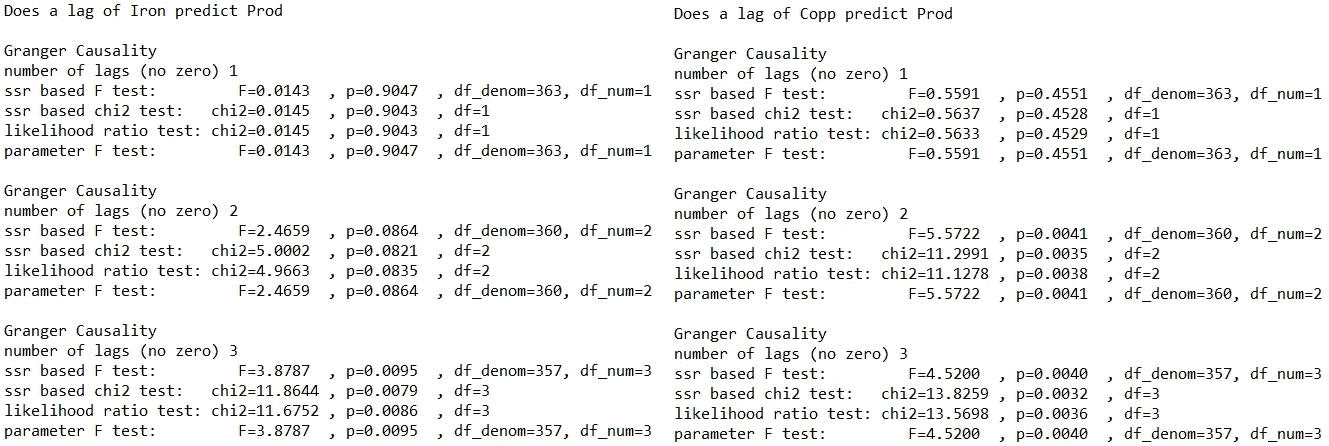 Does a lag of Iron predict Prod
Granger Causality
number of lags (no zero) 1
ssr based F test:         F=0.0143  , p=0.9047  , df_denom=363, df_num=1
ssr based chi2 test:   chi2=0.0145  , p=0.9043  , df=1
likelihood ratio test: chi2=0.0145  , p=0.9043  , df=1
parameter F test:         F=0.0143  , p=0.9047  , df_denom=363, df_num=1
Granger Causality
number of lags (no zero) 2
ssr based F test:         F=2.4659  , p=0.0864  , df_denom=360, df_num=2
ssr based chi2 test:   chi2=5.0002  , p=0.0821  , df=2
likelihood ratio test: chi2=4.9663  , p=0.0835  , df=2
parameter F test:         F=2.4659  , p=0.0864  , df_denom=360, df_num=2
Granger Causality
number of lags (no zero) 3
ssr based F test:         F=3.8787  , p=0.0095  , df_denom=357, df_num=3
ssr based chi2 test:   chi2=11.8644 , p=0.0079  , df=3
likelihood ratio test: chi2=11.6752 , p=0.0086  , df=3
parameter F test:         F=3.8787  , p=0.0095  , df_denom=357, df_num=3
Does a lag of Copp predict Prod
Granger Causality
number of lags (no zero) 1
ssr based F test:         F=0.5591  , p=0.4551  , df_denom=363, df_num=1
ssr based chi2 test:   chi2=0.5637  , p=0.4528  , df=1
likelihood ratio test: chi2=0.5633  , p=0.4529  , df=1
parameter F test:         F=0.5591  , p=0.4551  , df_denom=363, df_num=1
Granger Causality
number of lags (no zero) 2
ssr based F test:         F=5.5722  , p=0.0041  , df_denom=360, df_num=2
ssr based chi2 test:   chi2=11.2991 , p=0.0035  , df=2
likelihood ratio test: chi2=11.1278 , p=0.0038  , df=2
parameter F test:         F=5.5722  , p=0.0041  , df_denom=360, df_num=2
Granger Causality
number of lags (no zero) 3
ssr based F test:         F=4.5200  , p=0.0040  , df_denom=357, df_num=3
ssr based chi2 test:   chi2=13.8259 , p=0.0032  , df=3
likelihood ratio test: chi2=13.5698 , p=0.0036  , df=3
parameter F test:         F=4.5200  , p=0.0040  , df_denom=357, df_num=3